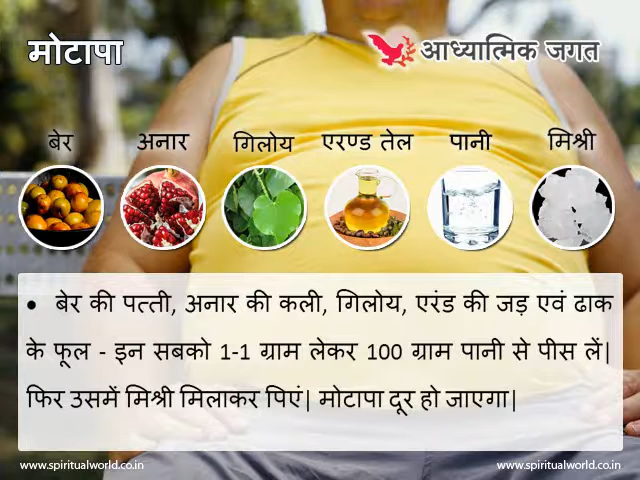 मोटापा
आध्यात्मिक जगत
बेर अनार गिलोय एरण्ड तेल पानी मिश्री
• बेर की पत्ती, अनार की कली, गिलोय, एरंड की जड़ एवं ढाक
के फूल - इन सबको 1-1 ग्राम लेकर 100 ग्राम पानी से पीस लें|
फिर उसमें मिश्री मिलाकर पिएं| मोटापा दूर हो जाएगा|
www.spiritualworld.co.in www.spiritualworld.co.in